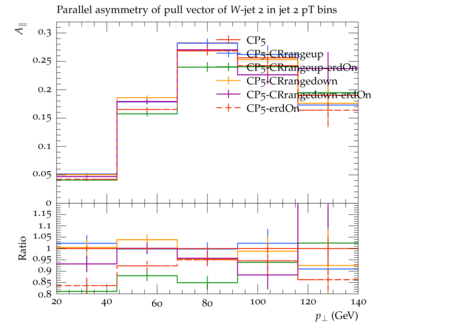 Parallel asymmetry of pull vector of W-jet 2 in jet 2 pT bins
A∥
0.3
0.25
0.2
0.15
0.1
0.05
0
CP5
CP5-CRrangeup
CP5-CRrangeup-erdOn
CP5-CRrangedown
CP5-CRrangedown-erdOn
CP5-erdOn
Ratio
1.15
1.1
1.05
1
0.95
0.9
0.85
0.8
20 40 60 80 100 120 140
p⊥ (GeV)